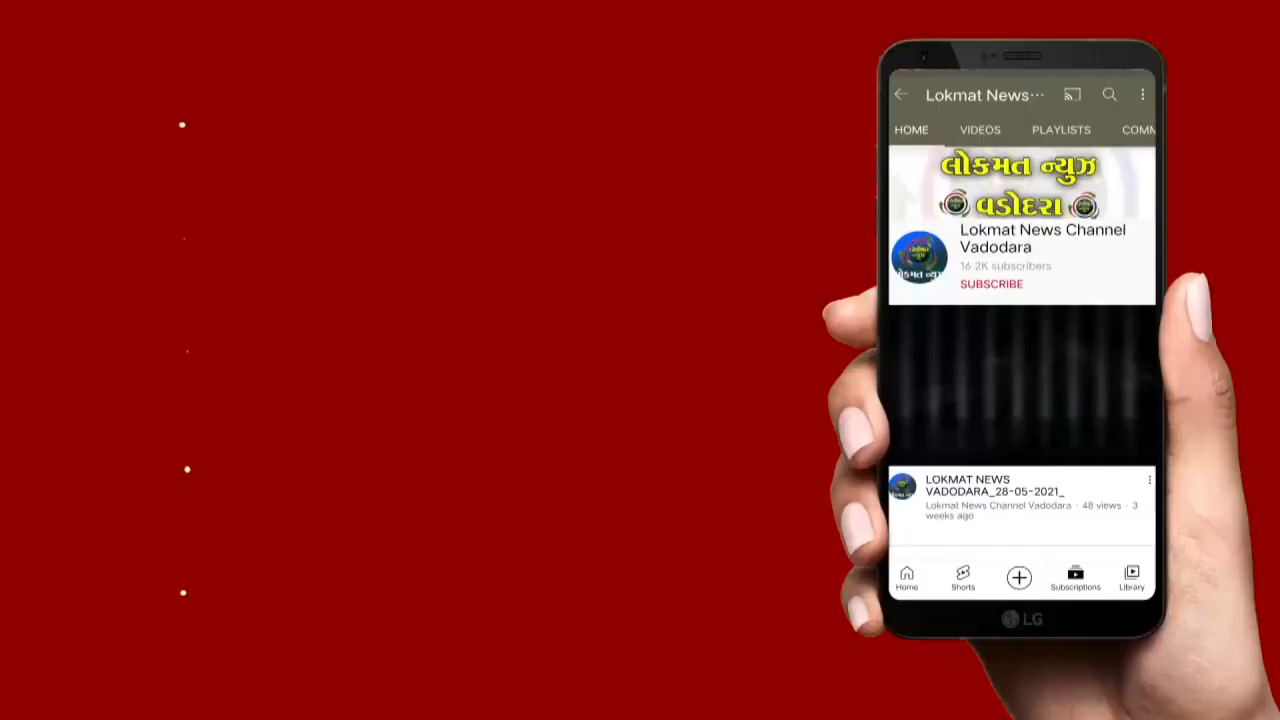 Lokmat News...
HOME VIDEOS PLAYLISTS COMM
લોકમત ન્યુઝ
વડોદરા
Lokmat News Channel
Vadodara
16.2K subscribers
SUBSCRIBE
LOKMAT NEWS
VADODARA_28-05-2021_
Lokmat News Channel Vadodara · 48 views · 3
weeks ago
Home Shorts Subscriptions Library
LG